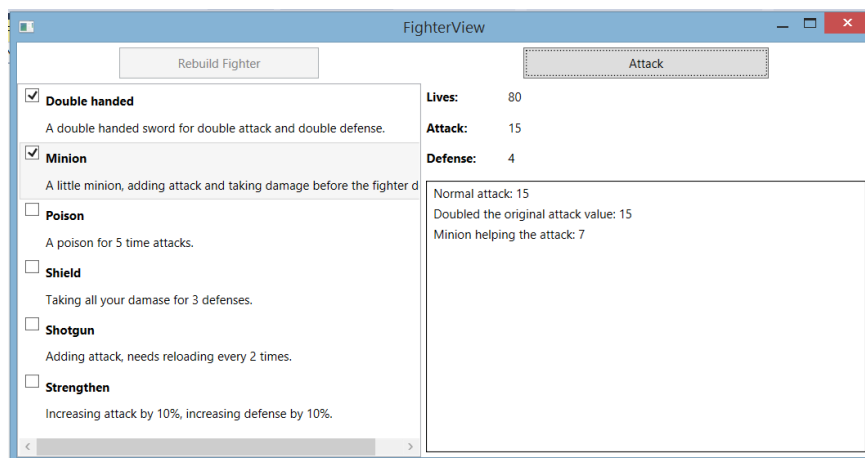 FighterView
Rebuild Fighter
Attack
Double handed
A double handed sword for double attack and double defense.
Minion
A little minion, adding attack and taking damage before the fighter d
Poison
A poison for 5 time attacks.
Shield
Taking all your damase for 3 defenses.
Shotgun
Adding attack, needs reloading every 2 times.
Strengthen
Increasing attack by 10%, increasing defense by 10%.
Lives: 80
Attack: 15
Defense: 4
Normal attack: 15
Doubled the original attack value: 15
Minion helping the attack: 7